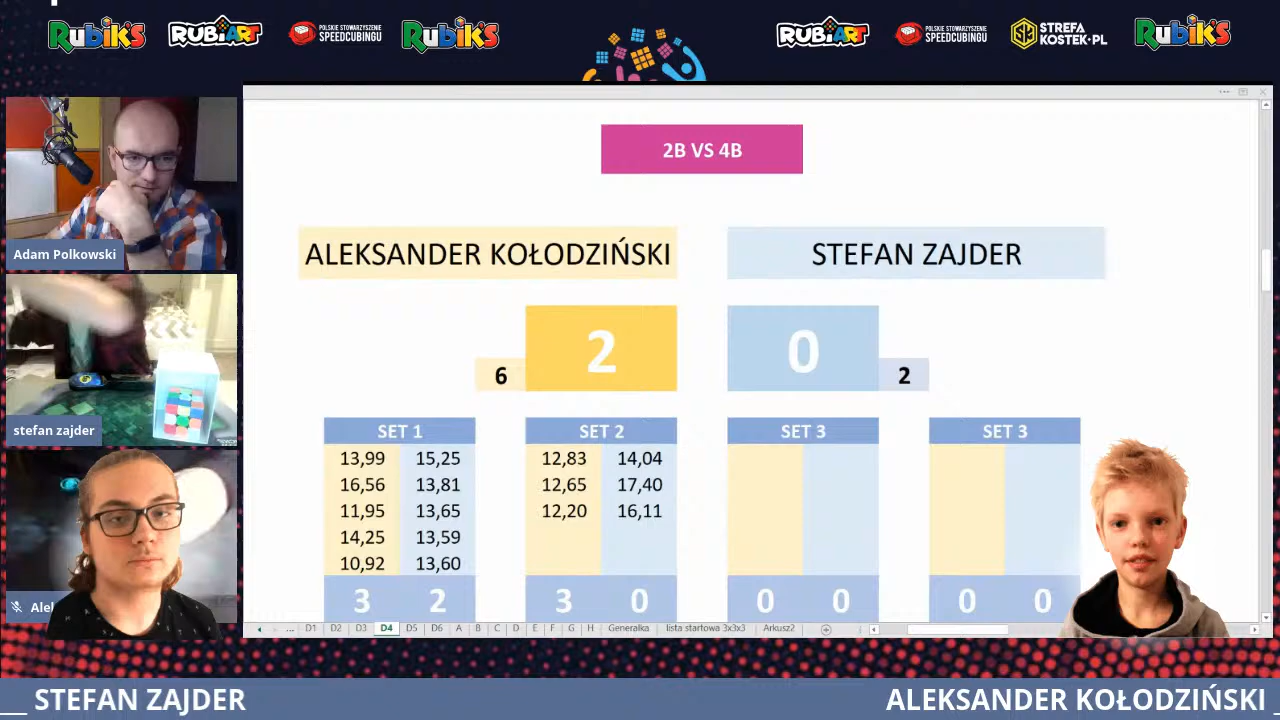 RUBiK'S RUBiART POLSKIE STOWARZYSZENIE SPEEDCUBINGU RUBiK'S RUBiART POLSKIE STOWARZYSZENIE SPEEDCUBINGU STREFA KOSTEK•PL RUBiK'S
2B VS 4B
Adam Polkowski
ALEKSANDER KOŁODZIŃSKI STEFAN ZAJDER
6 2 0 2
stefan zajder
SET 1 SET 2 SET 3 SET 3
13,99 15,25 12,83 14,04
16,56 13,81 12,65 17,40
11,95 13,65 12,20 16,11
14,25 13,59
10,92 13,60
3 2 3 0 0 0 0 0
... D1 D2 D3 D4 D5 D6 A B C D E F G H Generalka lista startowa 3x3x3 Arkusz2
__ STEFAN ZAJDER ALEKSANDER KOŁODZIŃSKI _